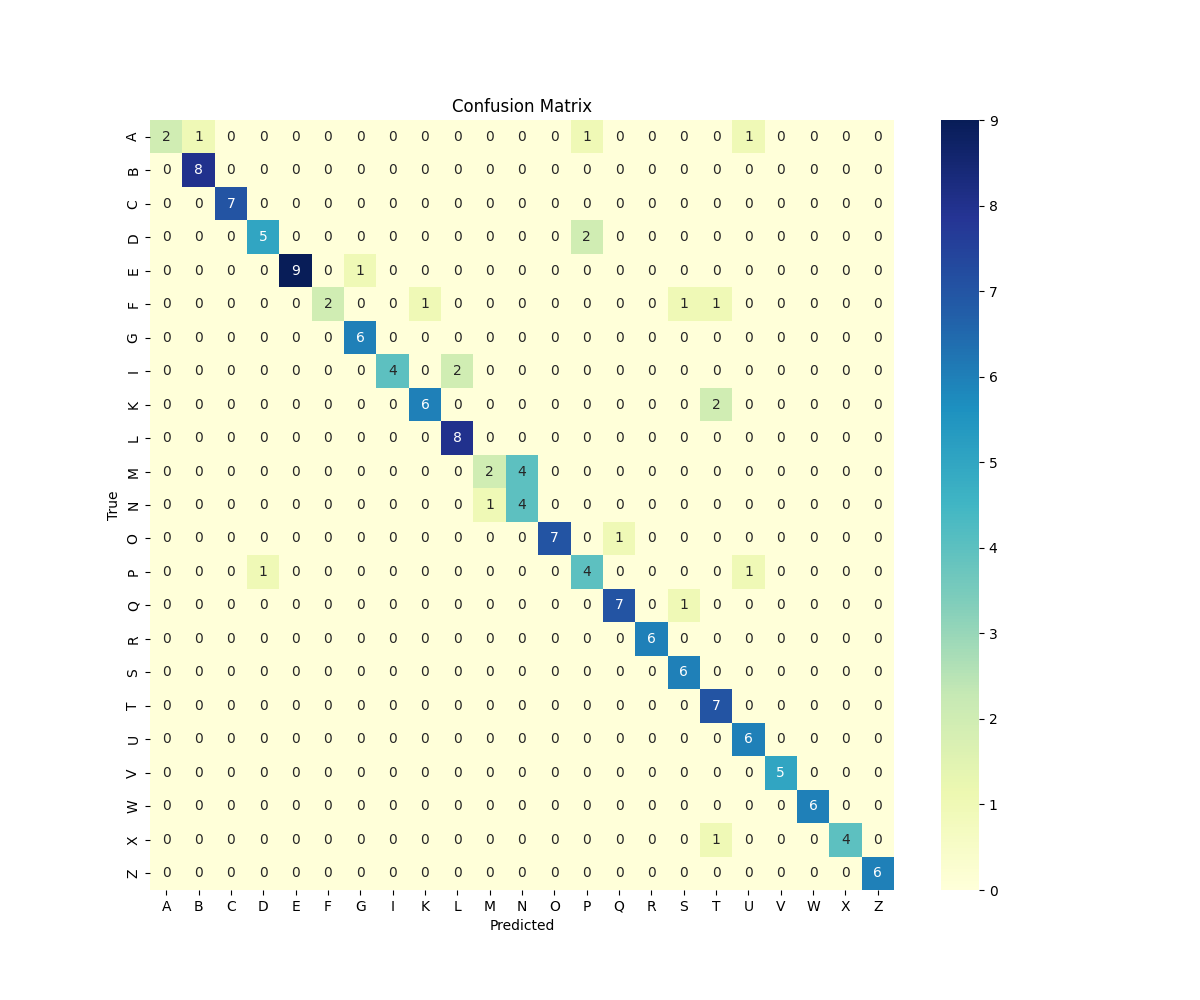 Confusion Matrix
True
A 2 1 0 0 0 0 0 0 0 0 0 0 0 1 0 0 0 0 1 0 0 0 0
B 0 8 0 0 0 0 0 0 0 0 0 0 0 0 0 0 0 0 0 0 0 0 0
C 0 0 7 0 0 0 0 0 0 0 0 0 0 0 0 0 0 0 0 0 0 0 0
D 0 0 0 5 0 0 0 0 0 0 0 0 0 2 0 0 0 0 0 0 0 0 0
E 0 0 0 0 9 0 1 0 0 0 0 0 0 0 0 0 0 0 0 0 0 0 0
F 0 0 0 0 0 2 0 0 1 0 0 0 0 0 0 0 1 1 0 0 0 0 0
G 0 0 0 0 0 0 6 0 0 0 0 0 0 0 0 0 0 0 0 0 0 0 0
I 0 0 0 0 0 0 0 4 0 2 0 0 0 0 0 0 0 0 0 0 0 0 0
K 0 0 0 0 0 0 0 0 6 0 0 0 0 0 0 0 0 2 0 0 0 0 0
L 0 0 0 0 0 0 0 0 0 8 0 0 0 0 0 0 0 0 0 0 0 0 0
M 0 0 0 0 0 0 0 0 0 0 2 4 0 0 0 0 0 0 0 0 0 0 0
N 0 0 0 0 0 0 0 0 0 0 1 4 0 0 0 0 0 0 0 0 0 0 0
O 0 0 0 0 0 0 0 0 0 0 0 0 7 0 1 0 0 0 0 0 0 0 0
P 0 0 0 1 0 0 0 0 0 0 0 0 0 4 0 0 0 0 1 0 0 0 0
Q 0 0 0 0 0 0 0 0 0 0 0 0 0 0 7 0 1 0 0 0 0 0 0
R 0 0 0 0 0 0 0 0 0 0 0 0 0 0 0 6 0 0 0 0 0 0 0
S 0 0 0 0 0 0 0 0 0 0 0 0 0 0 0 0 6 0 0 0 0 0 0
T 0 0 0 0 0 0 0 0 0 0 0 0 0 0 0 0 0 7 0 0 0 0 0
U 0 0 0 0 0 0 0 0 0 0 0 0 0 0 0 0 0 0 6 0 0 0 0
V 0 0 0 0 0 0 0 0 0 0 0 0 0 0 0 0 0 0 0 5 0 0 0
W 0 0 0 0 0 0 0 0 0 0 0 0 0 0 0 0 0 0 0 0 6 0 0
X 0 0 0 0 0 0 0 0 0 0 0 0 0 0 0 0 0 1 0 0 0 4 0
Z 0 0 0 0 0 0 0 0 0 0 0 0 0 0 0 0 0 0 0 0 0 0 6
A B C D E F G I K L M N O P Q R S T U V W X Z
Predicted
9
8
7
6
5
4
3
2
1
0